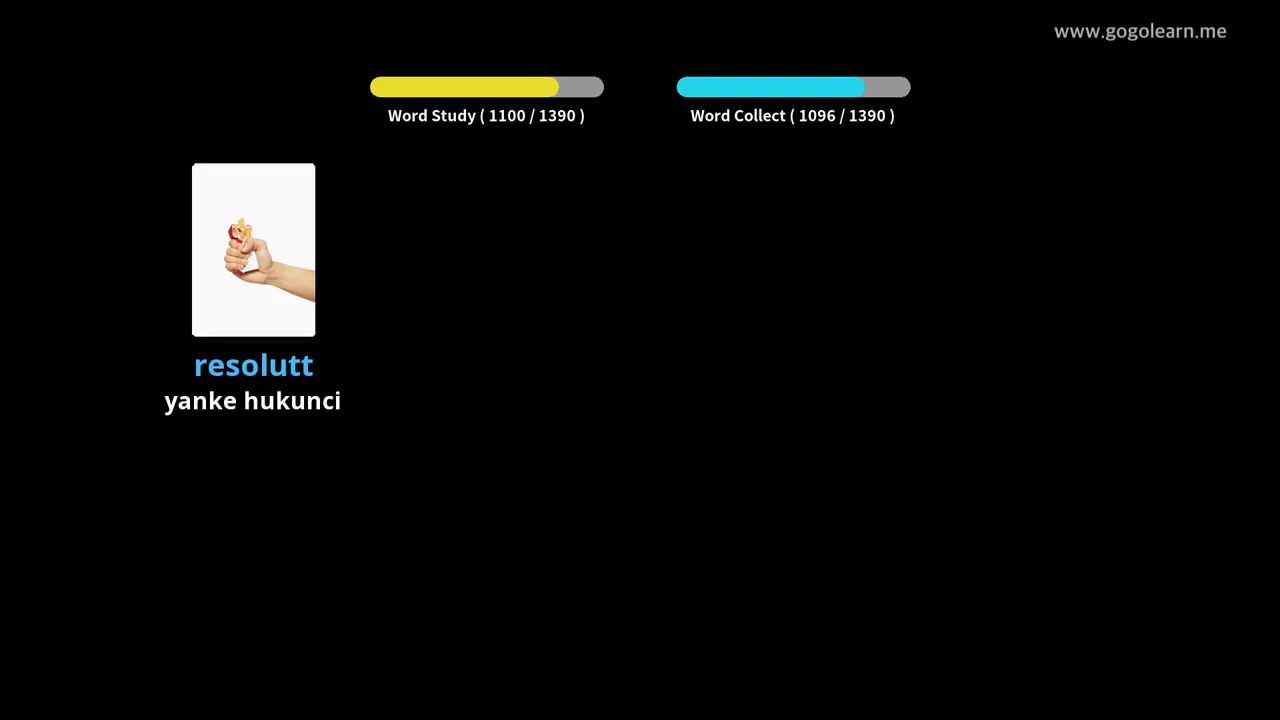 www.gogolearn.me
Word Study ( 1100 / 1390 )
Word Collect ( 1096 / 1390 )
resolutt
yanke hukunci